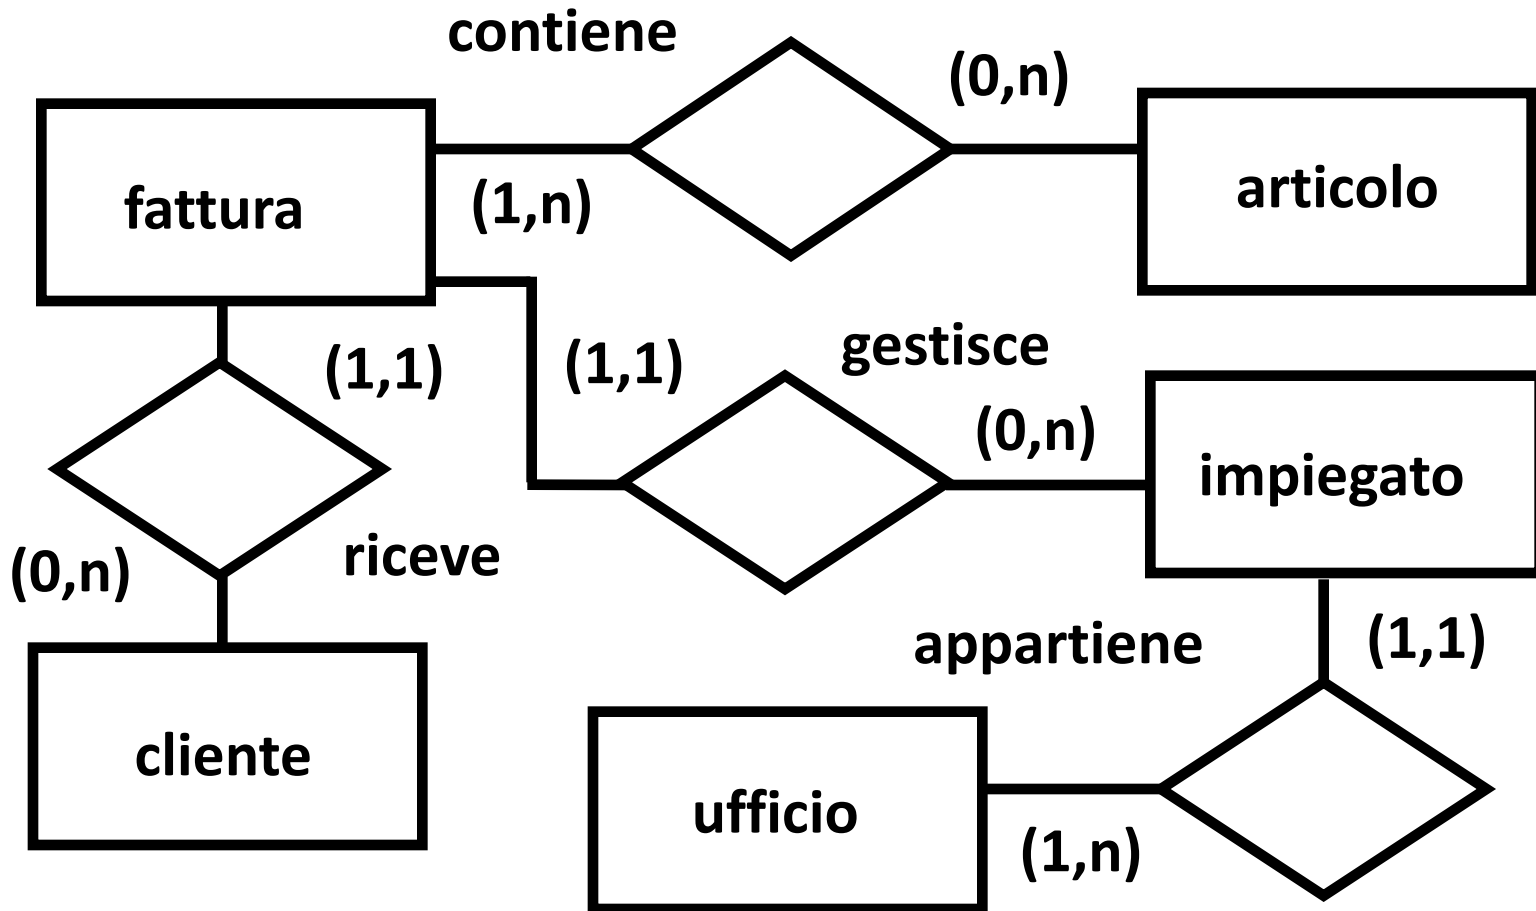 contiene
(0,n)
fattura
(1,n)
articolo
(1,1)
(1,1)
gestisce
(0,n)
impiegato
(0,n)
riceve
appartiene
(1,1)
cliente
ufficio
(1,n)